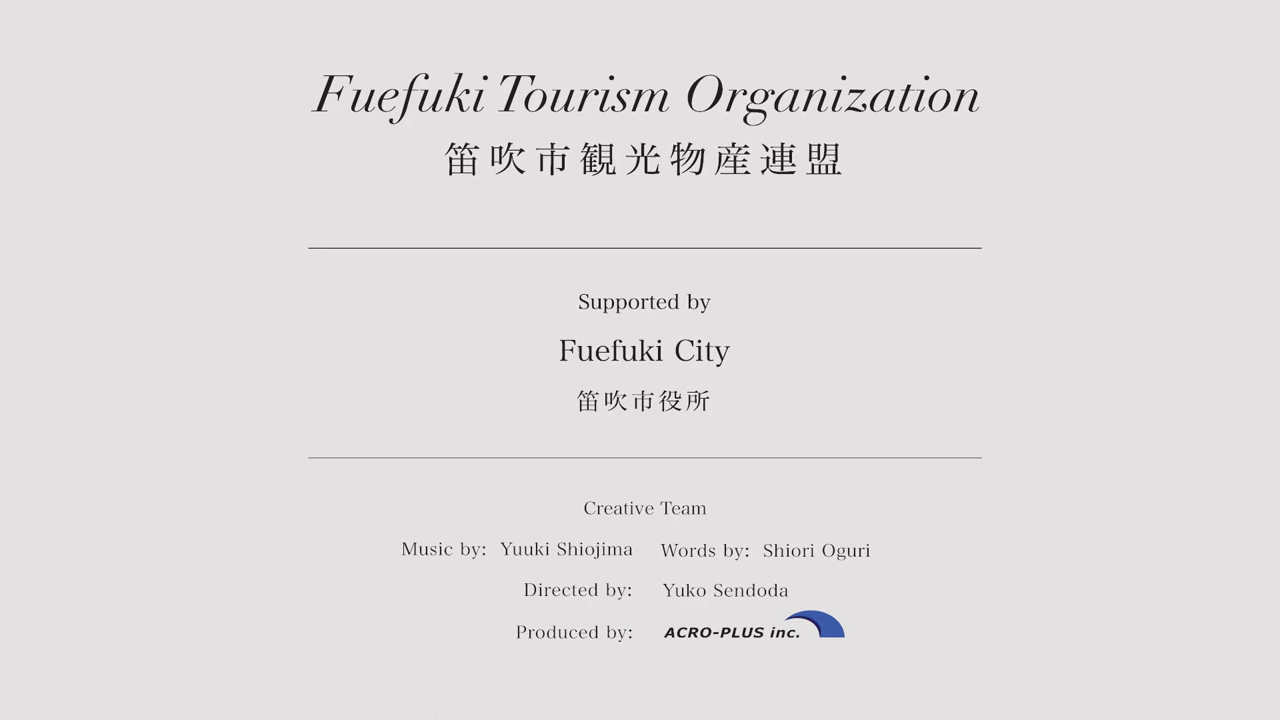 Fuefuki Tourism Organization
笛吹市観光物産連盟
Supported by
Fuefuki City
笛吹市役所
Creative Team
Music by: Yuuki Shiojima Words by: Shiori Oguri
Directed by: Yuko Sendoda
Produced by: ACRO-PLUS inc.